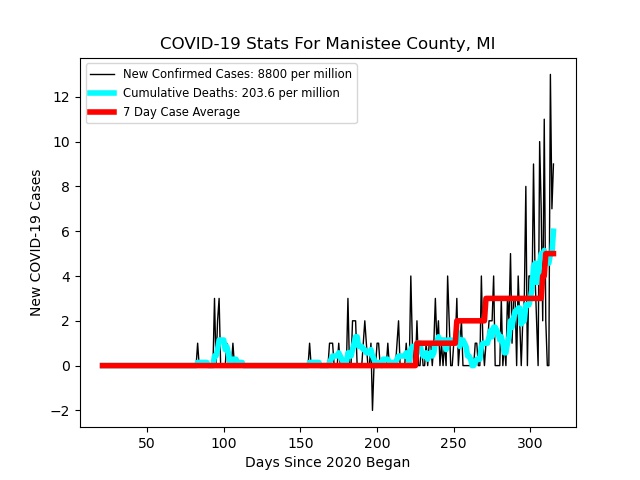 COVID-19 Stats For Manistee County, MI
New Confirmed Cases: 8800 per million
Cumulative Deaths: 203.6 per million
7 Day Case Average
New COVID-19 Cases
12
10
8
6
4
2
0
−2
50 100 150 200 250 300
Days Since 2020 Began